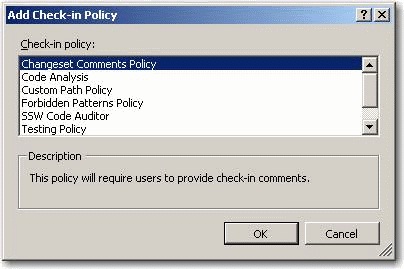 Add Check-in Policy
Check-in policy:
Changeset Comments Policy
Code Analysis
Custom Path Policy
Forbidden Patterns Policy
SSW Code Auditor
Testing Policy
Description
This policy will require users to provide check-in comments.
OK Cancel